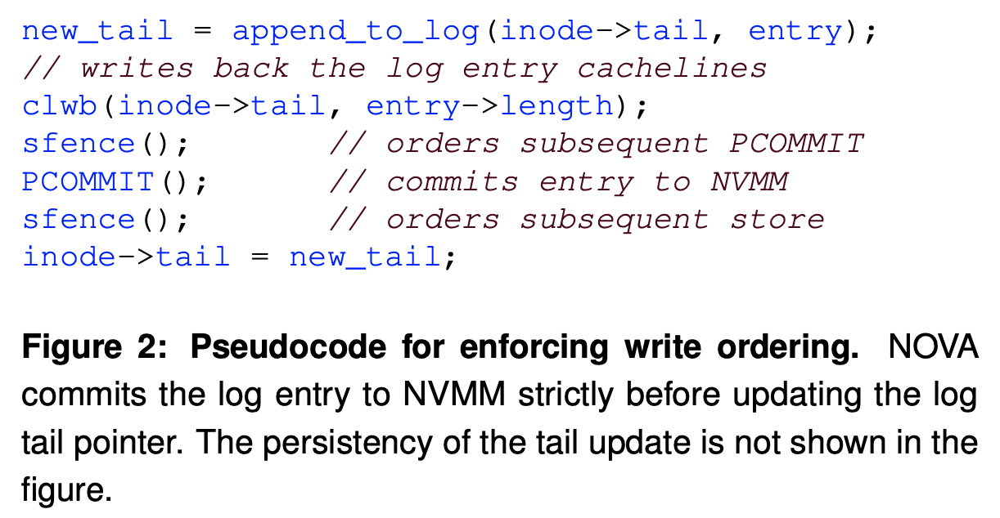 new_tail = append_to_log(inode->tail, entry);
// writes back the log entry cachelines
clwb(inode->tail, entry->length);
sfence();       // orders subsequent PCOMMIT
PCOMMIT();      // commits entry to NVMM
sfence();       // orders subsequent store
inode->tail = new_tail;
Figure 2: Pseudocode for enforcing write ordering. NOVA
commits the log entry to NVMM strictly before updating the log
tail pointer. The persistency of the tail update is not shown in the
figure.